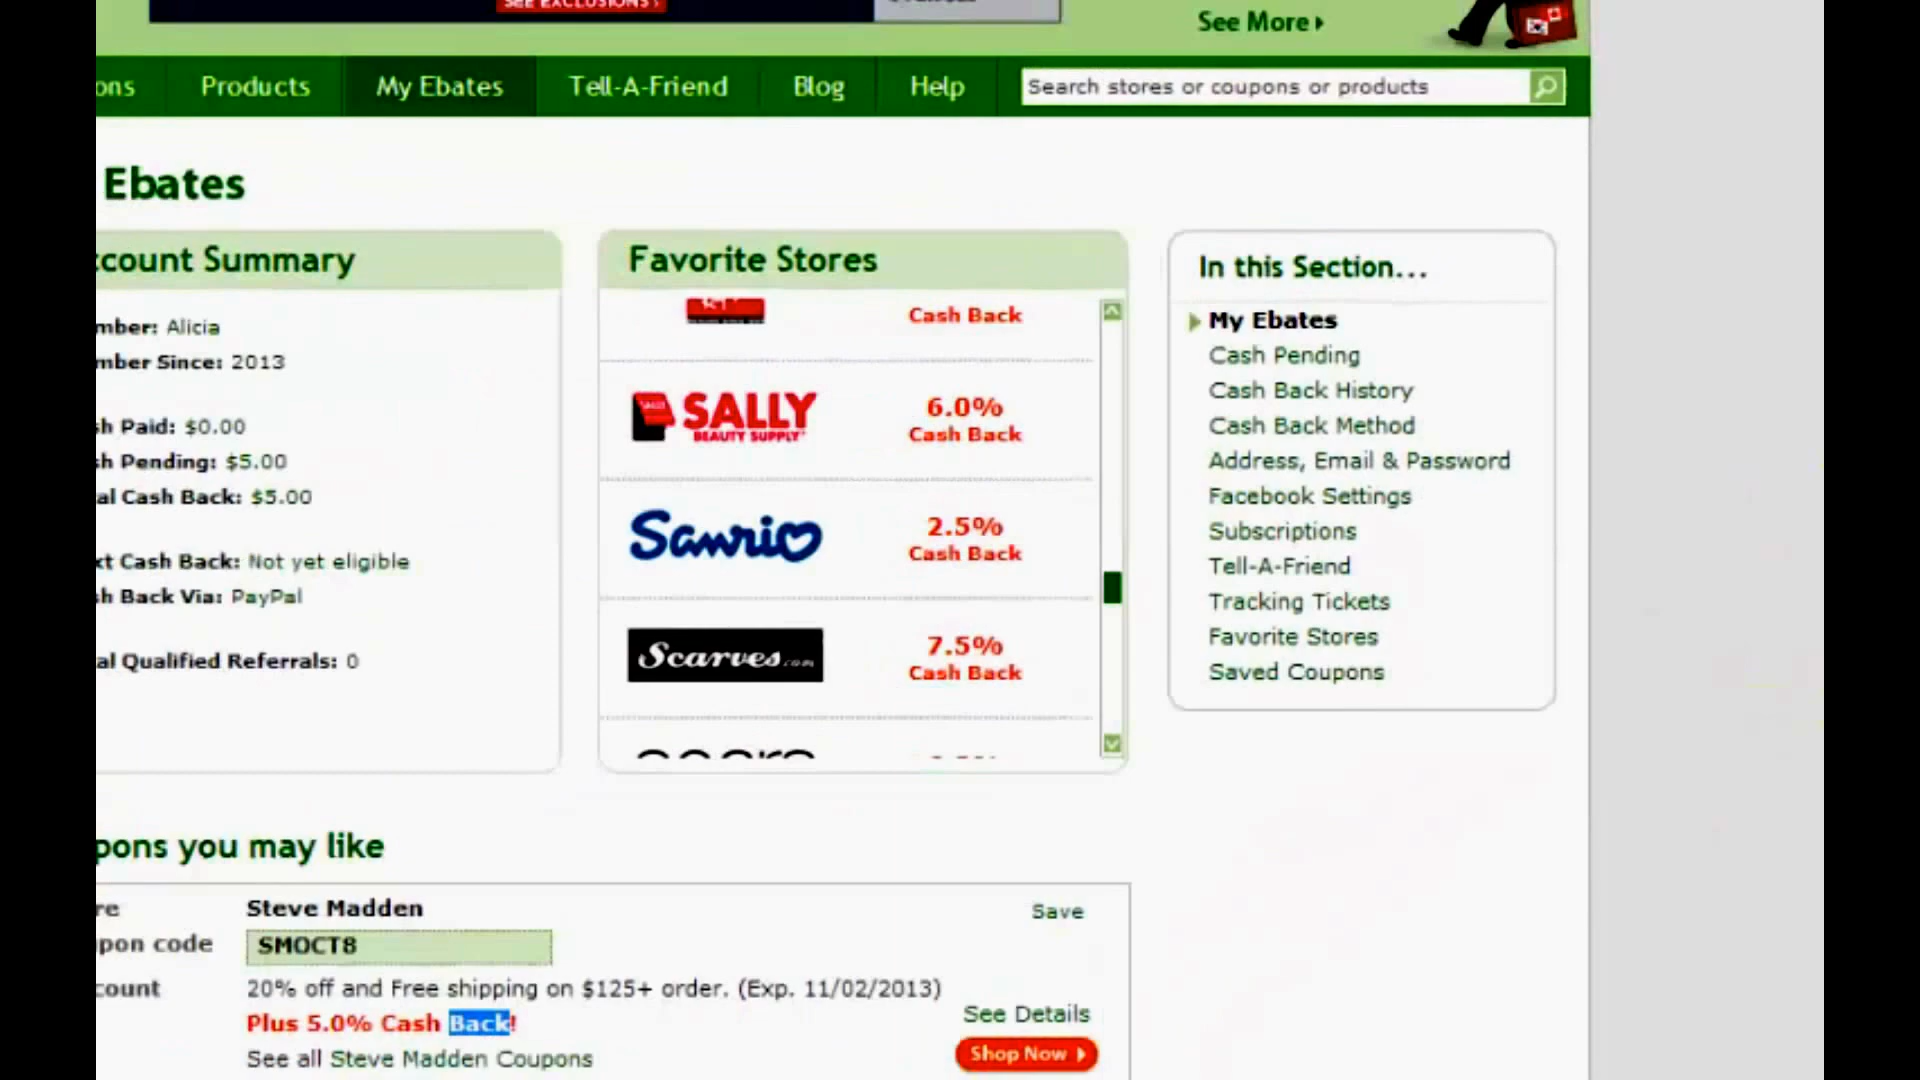 SEE EXCLUSIONS
See More
ons Products My Ebates Tell-A-Friend Blog Help Search stores or coupons or products
Ebates
ccount Summary
mber: Alicia
mber Since: 2013
sh Paid: $0.00
sh Pending: $5.00
al Cash Back: $5.00
xt Cash Back: Not yet eligible
sh Back Via: PayPal
al Qualified Referrals: 0
Favorite Stores
Cash Back
SALLY
BEAUTY SUPPLY
6.0%
Cash Back
Sanrio
2.5%
Cash Back
Scarves.com
7.5%
Cash Back
In this Section...
My Ebates
Cash Pending
Cash Back History
Cash Back Method
Address, Email & Password
Facebook Settings
Subscriptions
Tell-A-Friend
Tracking Tickets
Favorite Stores
Saved Coupons
pons you may like
re Steve Madden Save
pon code SMOCT8
count 20% off and Free shipping on $125+ order. (Exp. 11/02/2013)
Plus 5.0% Cash Back!
See Details
See all Steve Madden Coupons
Shop Now